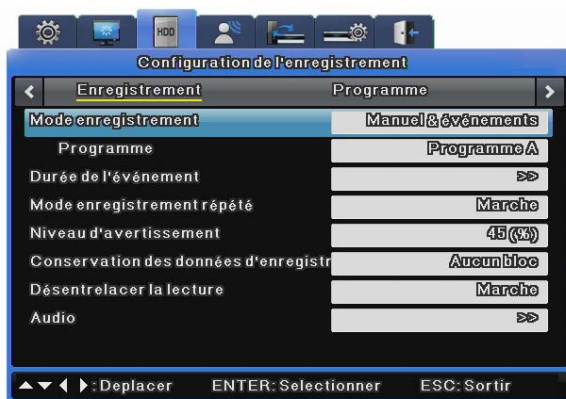 HDD
Configuration de l'enregistrement
Enregistrement Programme
Mode enregistrement Manuel & événements
Programme Programme A
Durée de l'événement >>
Mode enregistrement répété Marche
Niveau d'avertissement 45 (%)
Conservation des données d'enregistr Aucun bloc
Désentrelacer la lecture Marche
Audio >>
:Deplacer ENTER:Selectionner ESC:Sortir